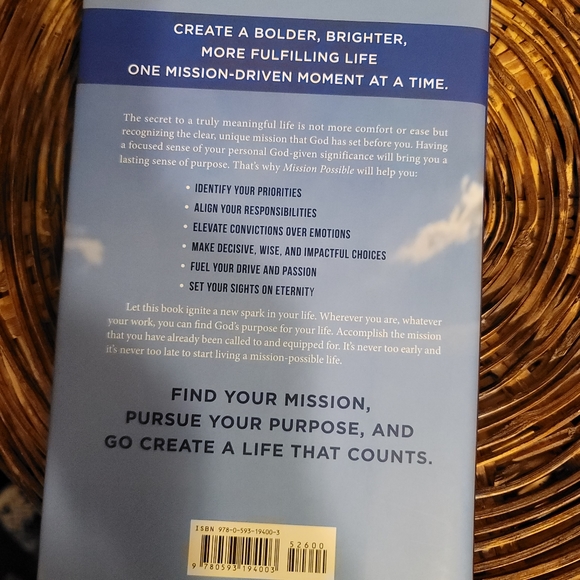 CREATE A BOLDER, BRIGHTER,
MORE FULFILLING LIFE
ONE MISSION-DRIVEN MOMENT AT A TIME.
The secret to a truly meaningful life is not more comfort or ease but
recognizing the clear, unique mission that God has set before you. Having
a focused sense of your personal God-given significance will bring you a
lasting sense of purpose. That's why Mission Possible will help you:
• IDENTIFY YOUR PRIORITIES
• ALIGN YOUR RESPONSIBILITIES
• ELEVATE CONVICTIONS OVER EMOTIONS
• MAKE DECISIVE, WISE, AND IMPACTFUL CHOICES
• FUEL YOUR DRIVE AND PASSION
• SET YOUR SIGHTS ON ETERNITY
Let this book ignite a new spark in your life. Wherever you are, whatever
your work, you can find God's purpose for your life. Accomplish the mission
that you have already been called to and equipped for. It's never too early and
it's never too late to start living a mission-possible life.
FIND YOUR MISSION,
PURSUE YOUR PURPOSE, AND
GO CREATE A LIFE THAT COUNTS.
ISBN 978-0-593-19400-3
52600
9 780593 194003